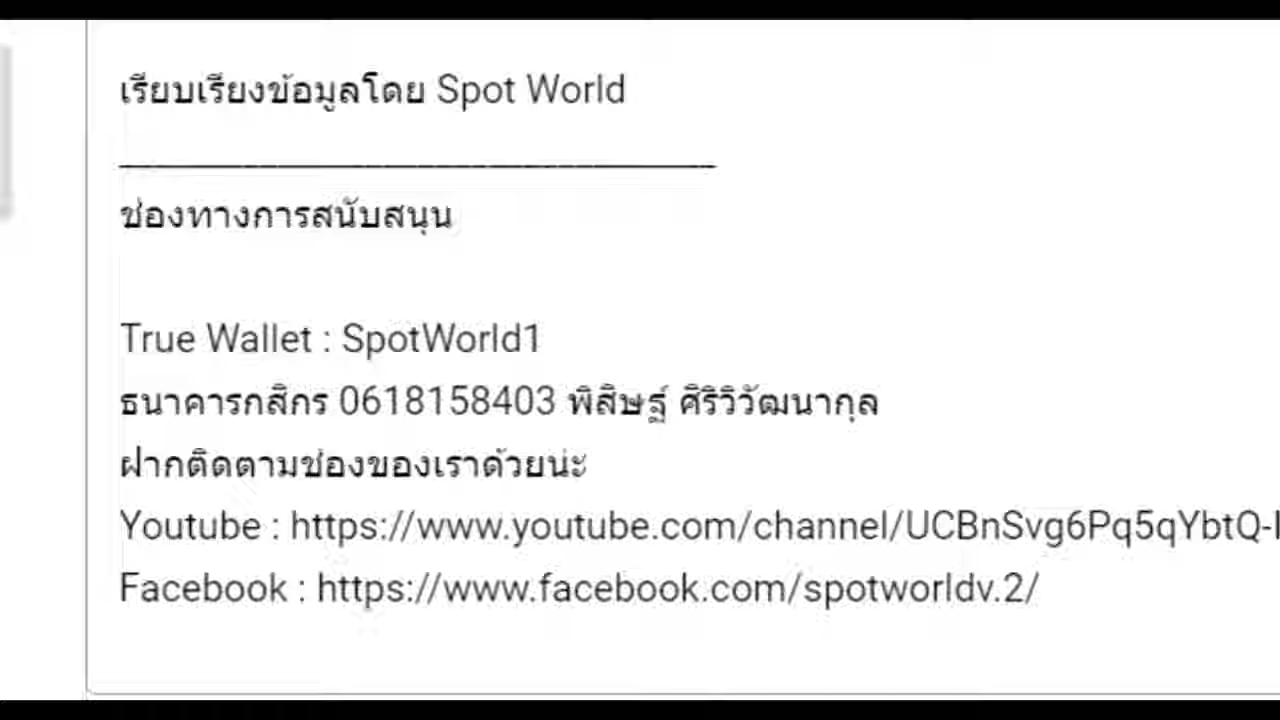 เรียบเรียงข้อมูลโดย Spot World
ช่องทางการสนับสนุน
True Wallet : SpotWorld1
ธนาคารกสิกร 0618158403 พิสิษฐ์ ศิริวิวัฒนากุล
ฝากติดตามช่องของเราด้วยน่ะ
Youtube : https://www.youtube.com/channel/UCBnSvg6Pq5qYbtQ-
Facebook : https://www.facebook.com/spotworldv.2/